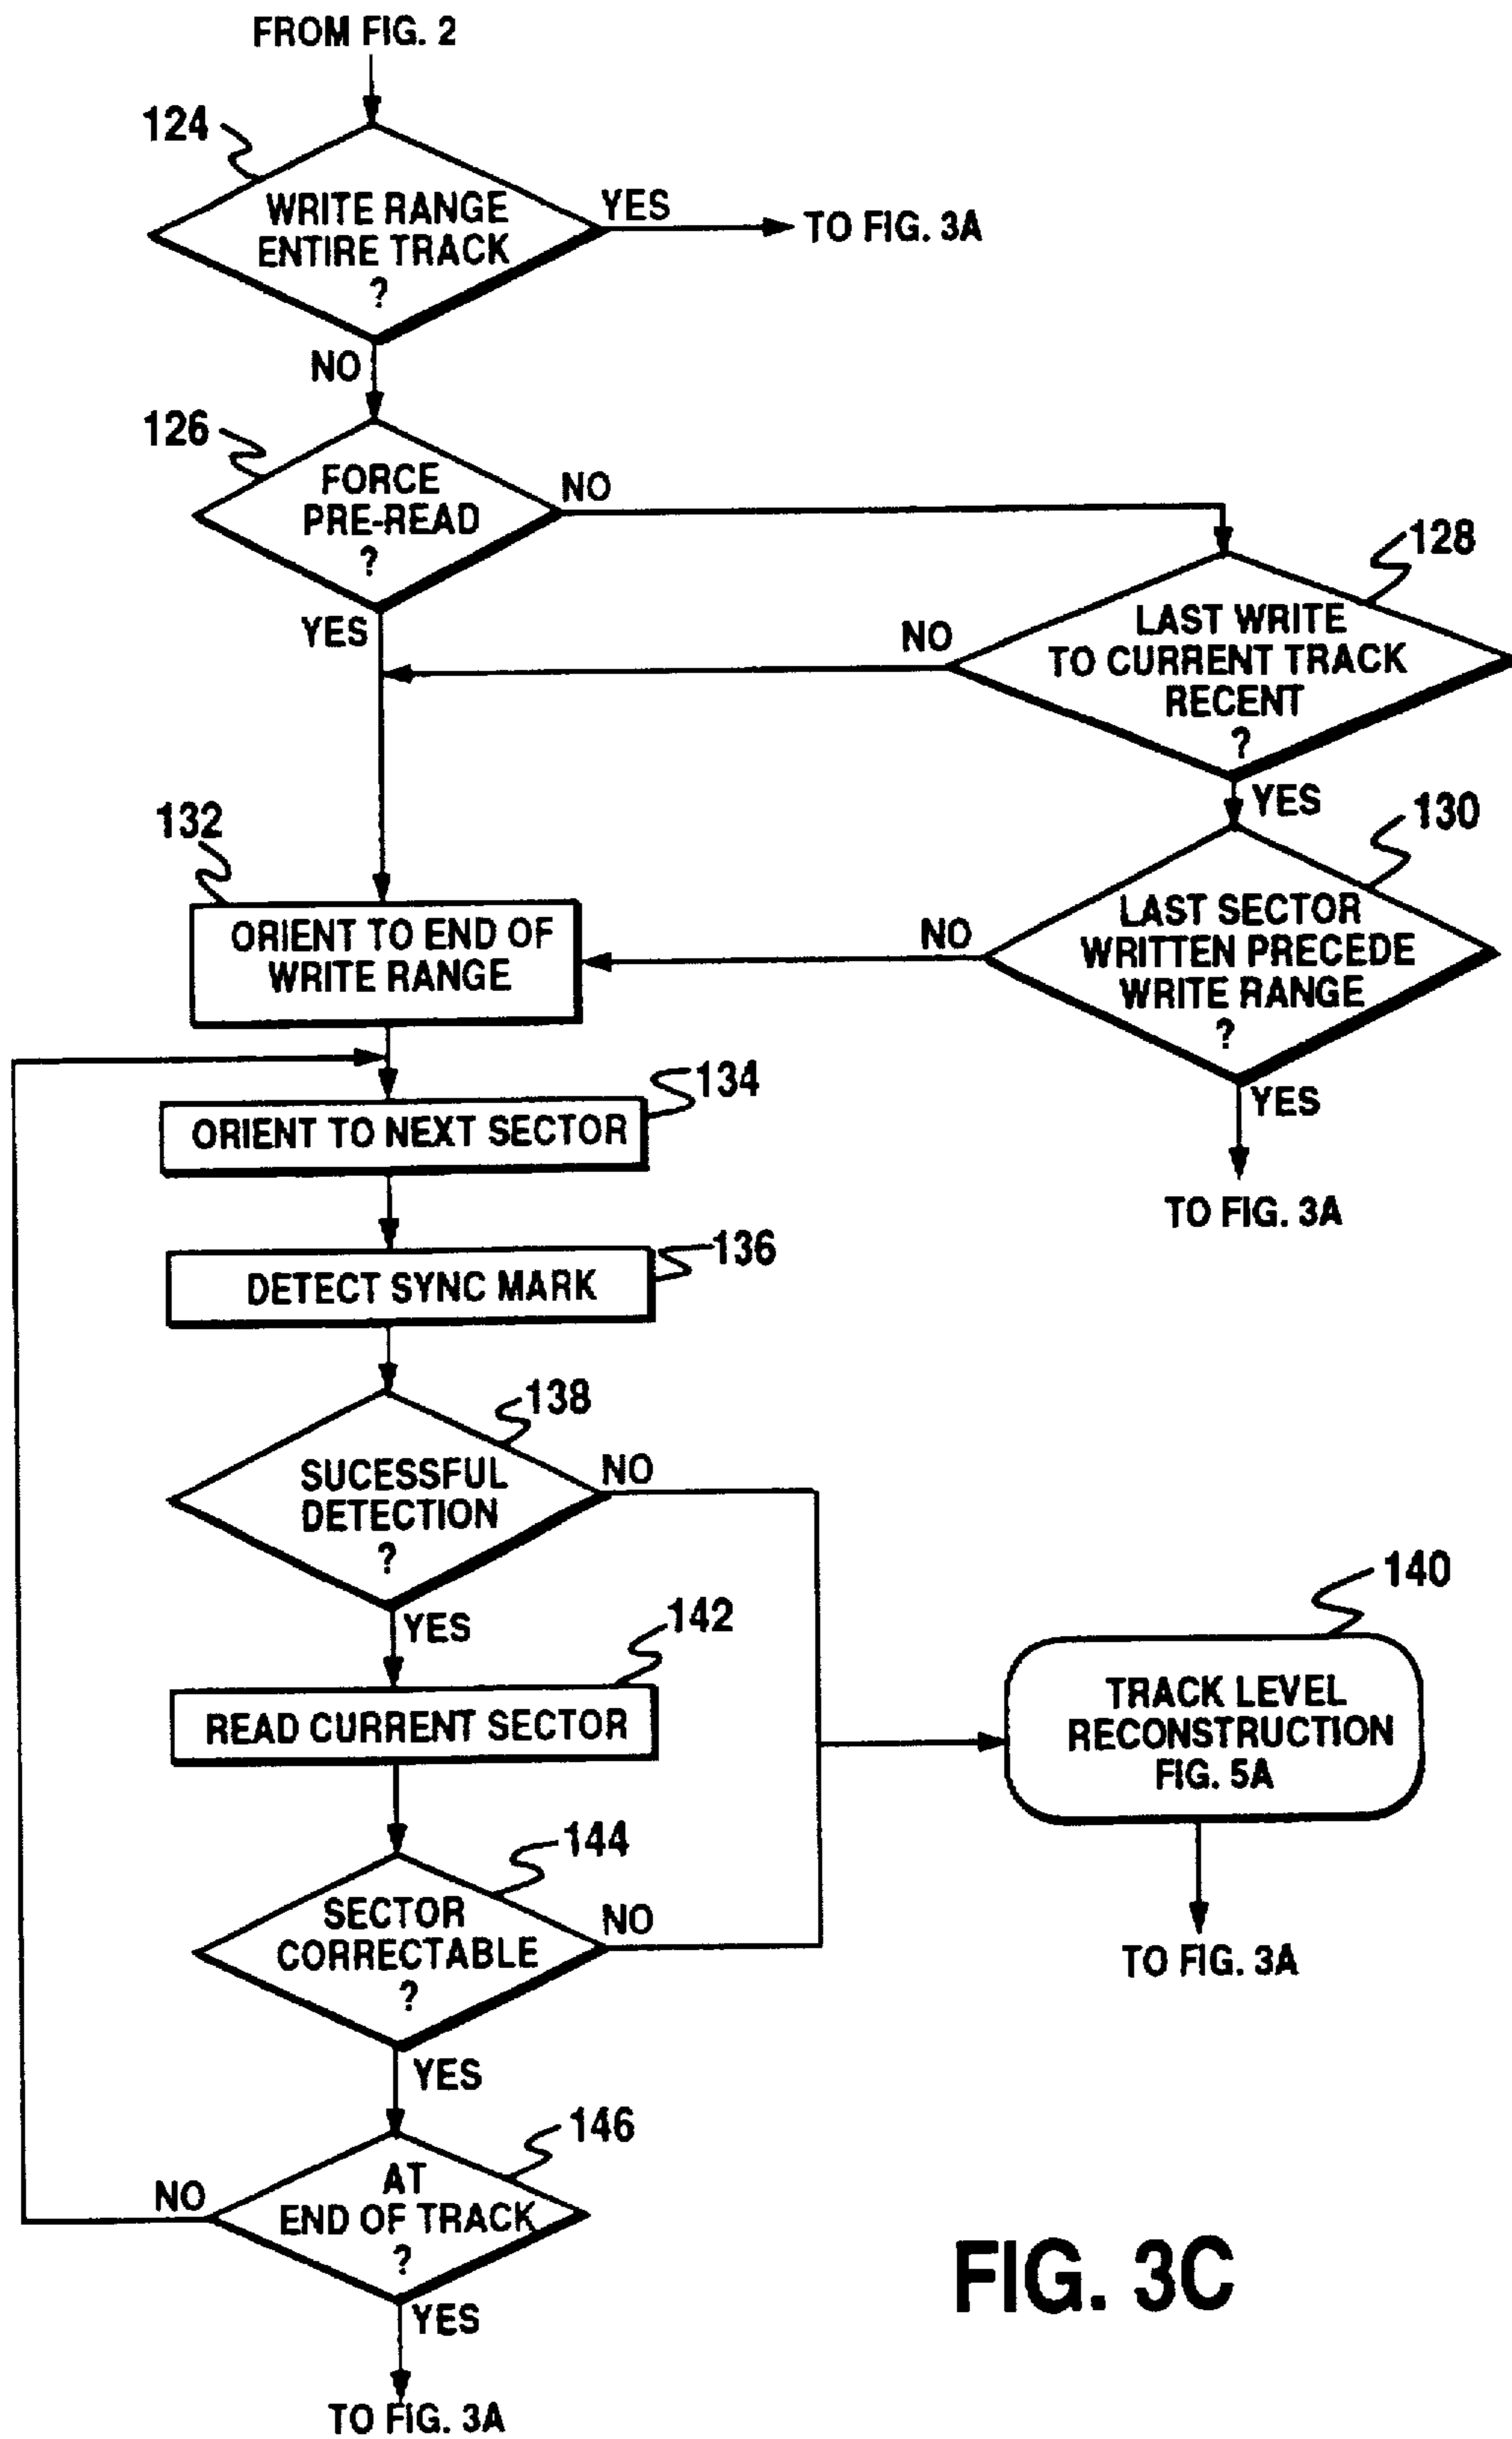 FROM FIG. 2
124
WRITE RANGE
ENTIRE TRACK
?
YES
TO FIG. 3A
NO
126
FORCE
PRE-READ
?
NO
YES
128
LAST WRITE
TO CURRENT TRACK
RECENT
?
NO
YES
130
LAST SECTOR
WRITTEN PRECEDE
WRITE RANGE
?
NO
YES
TO FIG. 3A
132
ORIENT TO END OF
WRITE RANGE
134
ORIENT TO NEXT SECTOR
136
DETECT SYNC MARK
138
SUCESSFUL
DETECTION
?
NO
YES
140
TRACK LEVEL
RECONSTRUCTION
FIG. 5A
TO FIG. 3A
142
READ CURRENT SECTOR
144
SECTOR
CORRECTABLE
?
NO
YES
146
AT
END OF TRACK
?
NO
YES
TO FIG. 3A
FIG. 3C